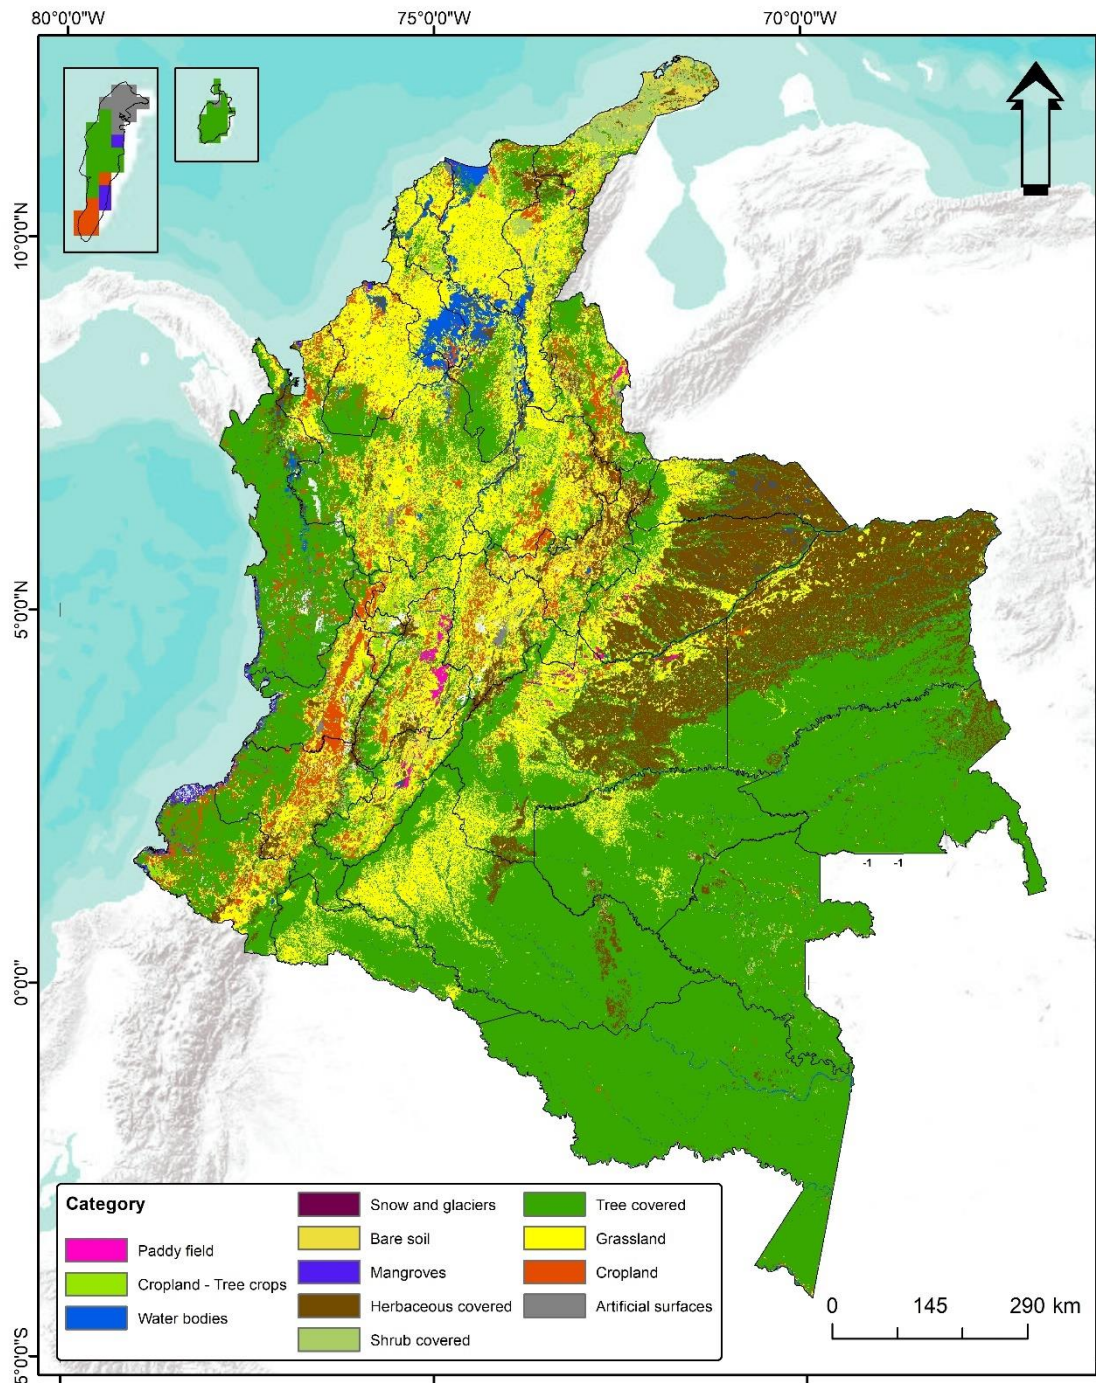 80°0'0"W 75°0'0"W 70°0'0"W
10°0'0"N
5°0'0"N
0°0'0"
5°0'0"S
-1 -1
Category
Paddy field
Cropland - Tree crops
Water bodies
Snow and glaciers
Bare soil
Mangroves
Herbaceous covered
Shrub covered
Tree covered
Grassland
Cropland
Artificial surfaces
0 145 290 km